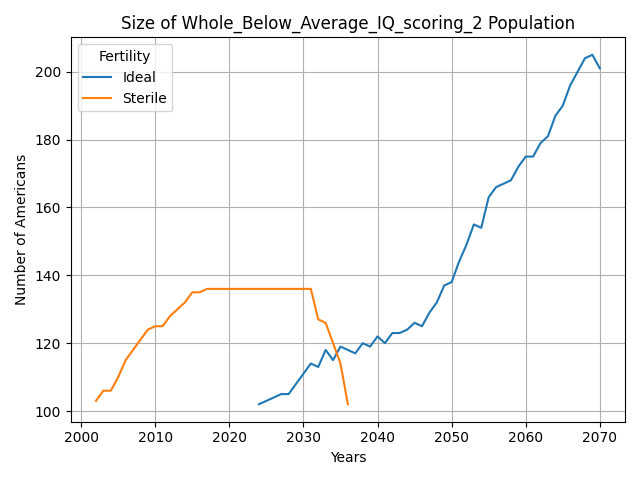 Size of Whole_Below_Average_IQ_scoring_2 Population
Fertility
Ideal
Sterile
200
180
160
140
120
100
Number of Americans
2000 2010 2020 2030 2040 2050 2060 2070
Years